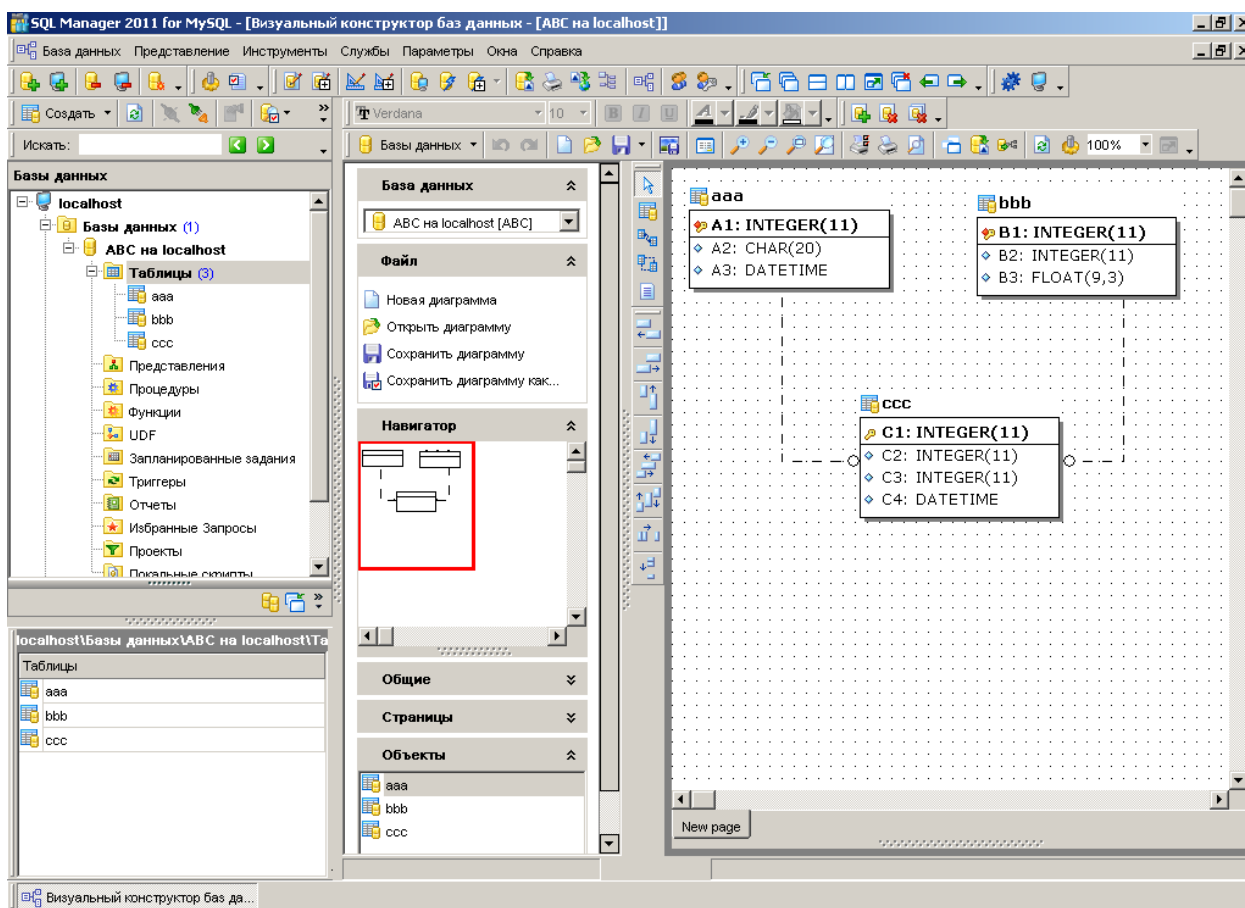 SQL Manager 2011 for MySQL - [Визуальный конструктор баз данных - [ABC на localhost]]
База данных Представление Инструменты Службы Параметры Окна Справка
Создать
Verdana
10
B I U A
Искать:
Базы данных
100%
Базы данных
localhost
Базы данных (1)
ABC на localhost
Таблицы (3)
aaa
bbb
ccc
Представления
Процедуры
Функции
UDF
Запланированные задания
Триггеры
Отчеты
Избранные Запросы
Проекты
Локальные скрипты
localhost\Базы данных\ABC на localhost\Та
Таблицы
aaa
bbb
ccc
База данных
ABC на localhost [ABC]
Файл
Новая диаграмма
Открыть диаграмму
Сохранить диаграмму
Сохранить диаграмму как...
Навигатор
Общие
Страницы
Объекты
aaa
bbb
ccc
aaa
A1: INTEGER(11)
A2: CHAR(20)
A3: DATETIME
bbb
B1: INTEGER(11)
B2: INTEGER(11)
B3: FLOAT(9,3)
ccc
C1: INTEGER(11)
C2: INTEGER(11)
C3: INTEGER(11)
C4: DATETIME
New page
Визуальный конструктор баз да...